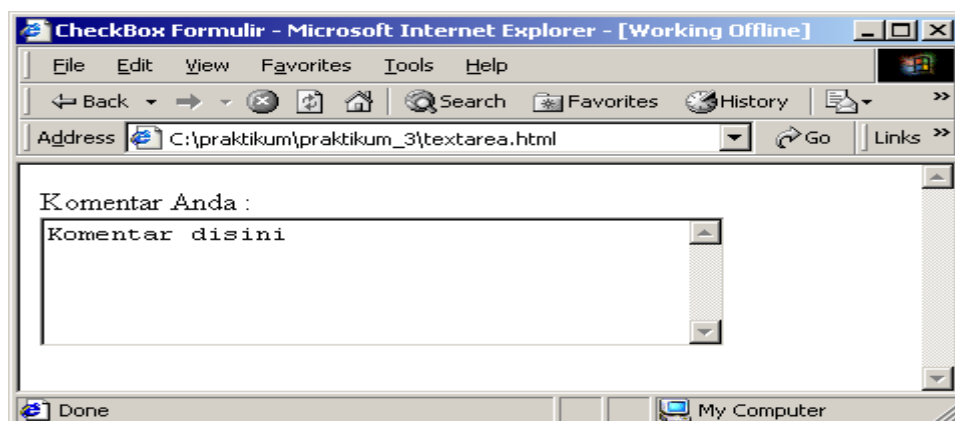 CheckBox Formulir - Microsoft Internet Explorer - [Working Offline]
File Edit View Favorites Tools Help
Back Search Favorites History »
Address C:\praktikum\praktikum_3\textarea.html Go Links »
Komentar Anda :
Komentar disini
Done My Computer